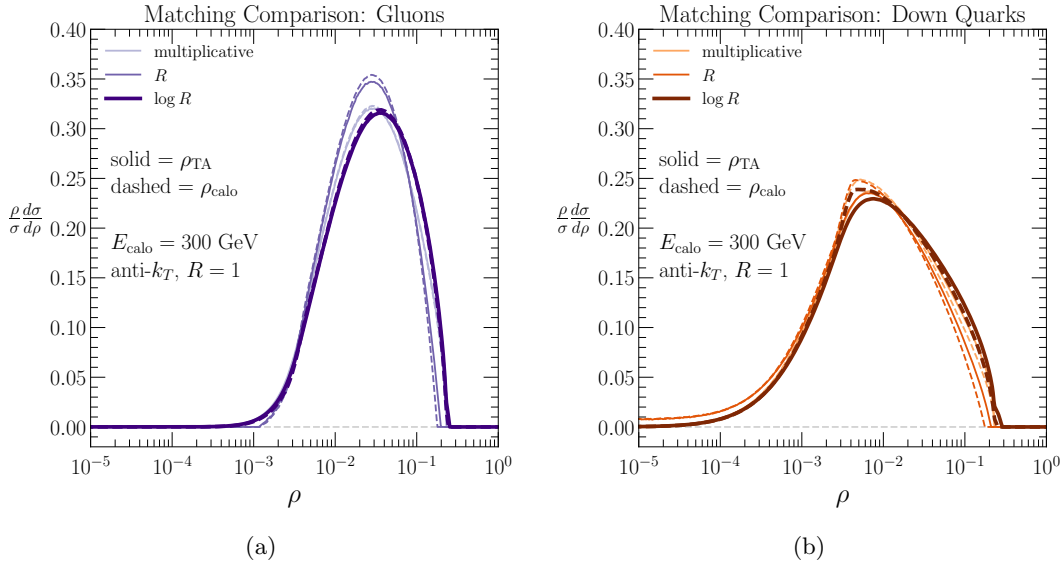 Matching Comparison: Gluons
0.40
0.35
0.30
0.25
0.20
0.15
0.10
0.05
0.00
ρ/σ dσ/dρ
multiplicative
R
log R
solid = ρ_TA
dashed = ρ_calo
E_calo = 300 GeV
anti-k_T, R = 1
10^−5
10^−4
10^−3
10^−2
10^−1
10^0
ρ
(a)
Matching Comparison: Down Quarks
0.40
0.35
0.30
0.25
0.20
0.15
0.10
0.05
0.00
ρ/σ dσ/dρ
multiplicative
R
log R
solid = ρ_TA
dashed = ρ_calo
E_calo = 300 GeV
anti-k_T, R = 1
10^−5
10^−4
10^−3
10^−2
10^−1
10^0
ρ
(b)